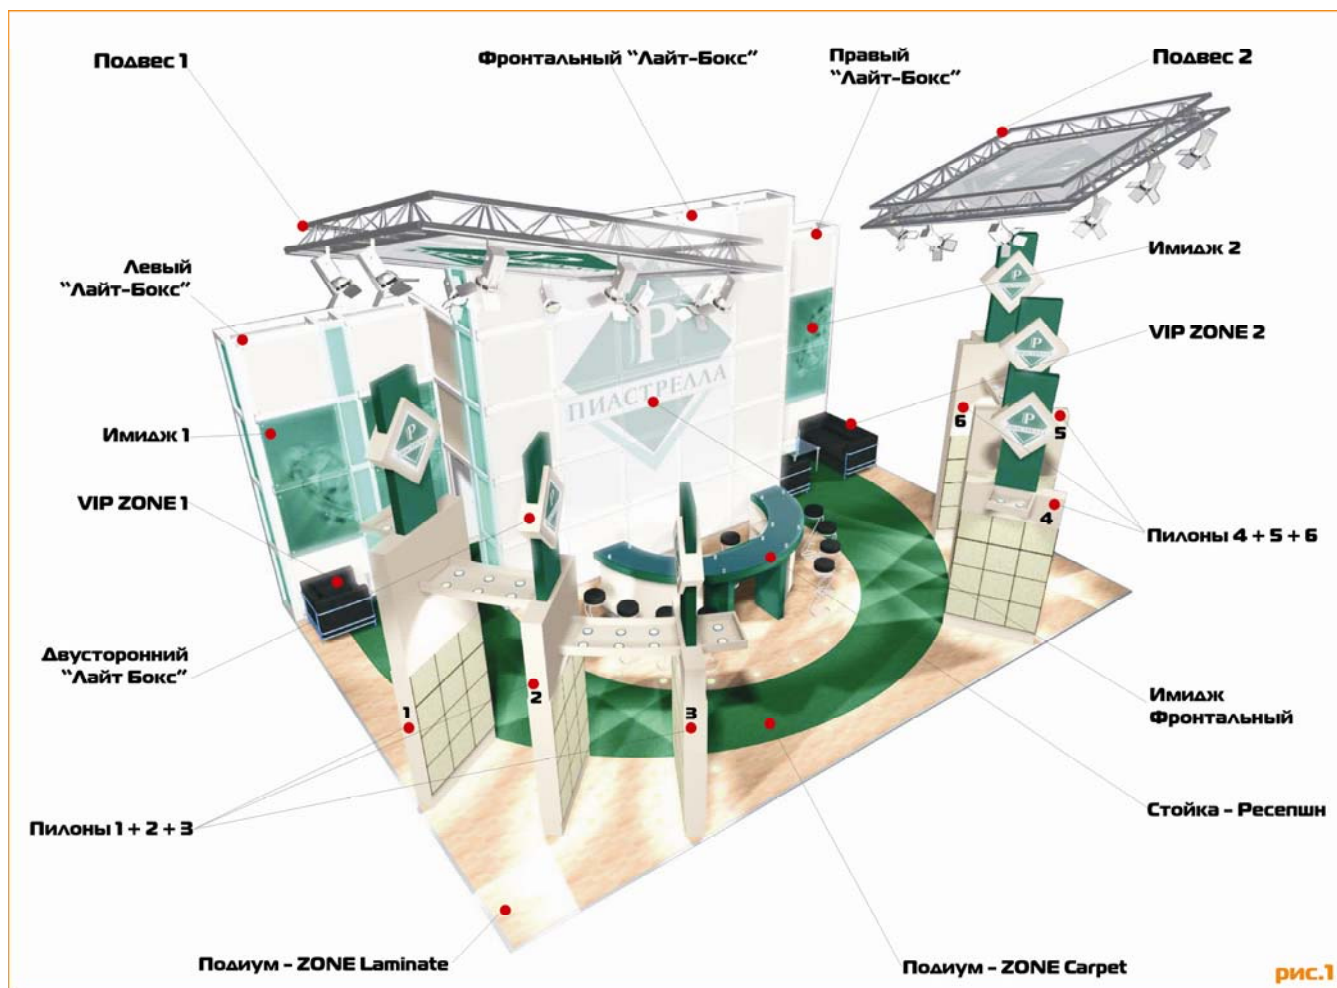 Подвес 1
Фронтальный “Лайт-Бокс”
Правый
“Лайт-Бокс”
Подвес 2
Левый
“Лайт-Бокс”
Имидж 2
VIP ZONE 2
P
ПИАСТРЕЛЛА
Имидж 1
VIP ZONE 1
6
5
4
Пилоны 4 + 5 + 6
Двусторонний
“Лайт Бокс”
1
2
3
Имидж
Фронтальный
Стойка - Ресепшн
Пилоны 1 + 2 + 3
Подиум - ZONE Laminate
Подиум - ZONE Carpet
рис.1